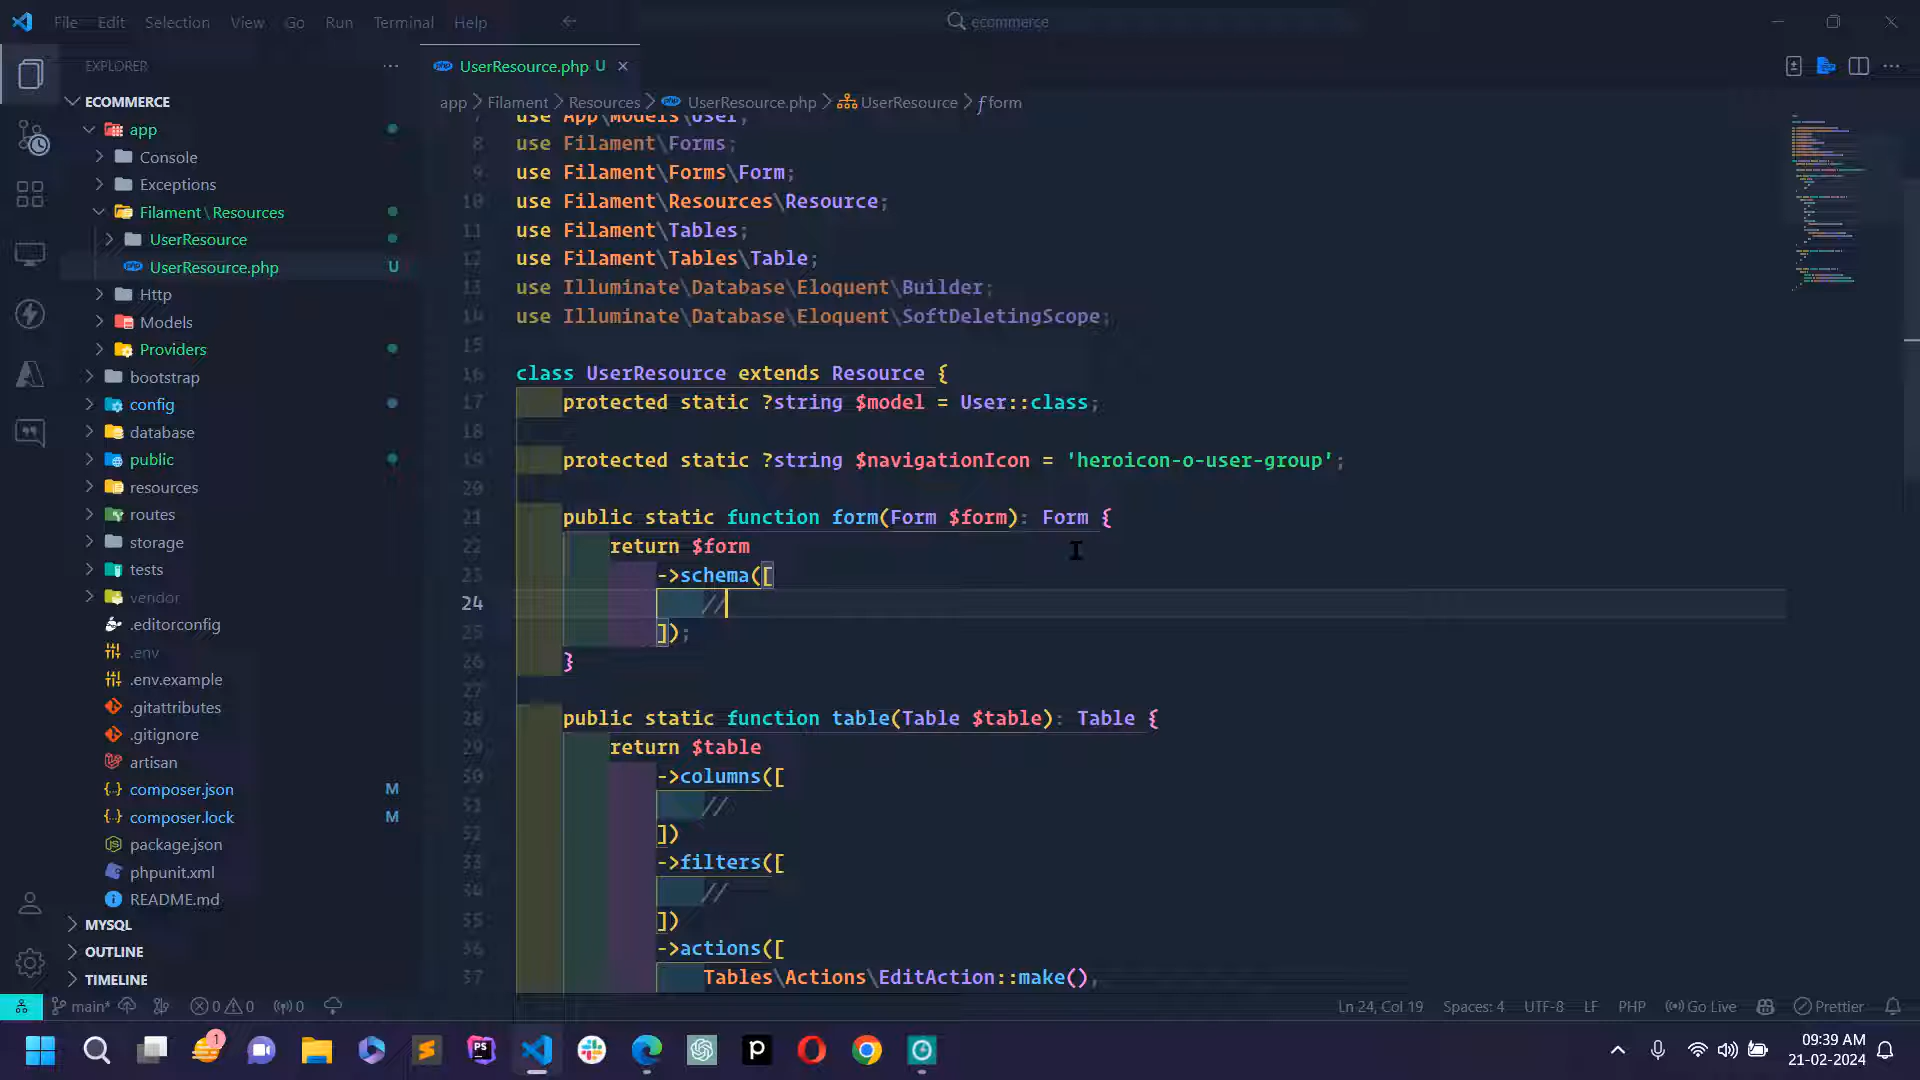 File Edit Selection View Go Run Terminal Help
ecommerce
EXPLORER
UserResource.php U
ECOMMERCE
app > Filament > Resources > UserResource.php > UserResource > form
app
Console
Exceptions
Filament\Resources
UserResource
UserResource.php U
Http
Models
Providers
bootstrap
config
database
public
resources
routes
storage
tests
vendor
.editorconfig
.env
.env.example
.gitattributes
.gitignore
artisan
composer.json M
composer.lock M
package.json
phpunit.xml
README.md
MYSQL
OUTLINE
TIMELINE
7 use App\Models\User;
8 use Filament\Forms;
9 use Filament\Forms\Form;
10 use Filament\Resources\Resource;
11 use Filament\Tables;
12 use Filament\Tables\Table;
13 use Illuminate\Database\Eloquent\Builder;
14 use Illuminate\Database\Eloquent\SoftDeletingScope;
15
16 class UserResource extends Resource {
17 protected static ?string $model = User::class;
18
19 protected static ?string $navigationIcon = 'heroicon-o-user-group';
20
21 public static function form(Form $form): Form {
22 return $form
23 ->schema([
24 //
25 ]);
26 }
27
28 public static function table(Table $table): Table {
29 return $table
30 ->columns([
31 //
32 ])
33 ->filters([
34 //
35 ])
36 ->actions([
37 Tables\Actions\EditAction::make(),
main* 0 0 0 Ln 24, Col 19 Spaces: 4 UTF-8 LF PHP Go Live Prettier
1
PS
09:39 AM
21-02-2024